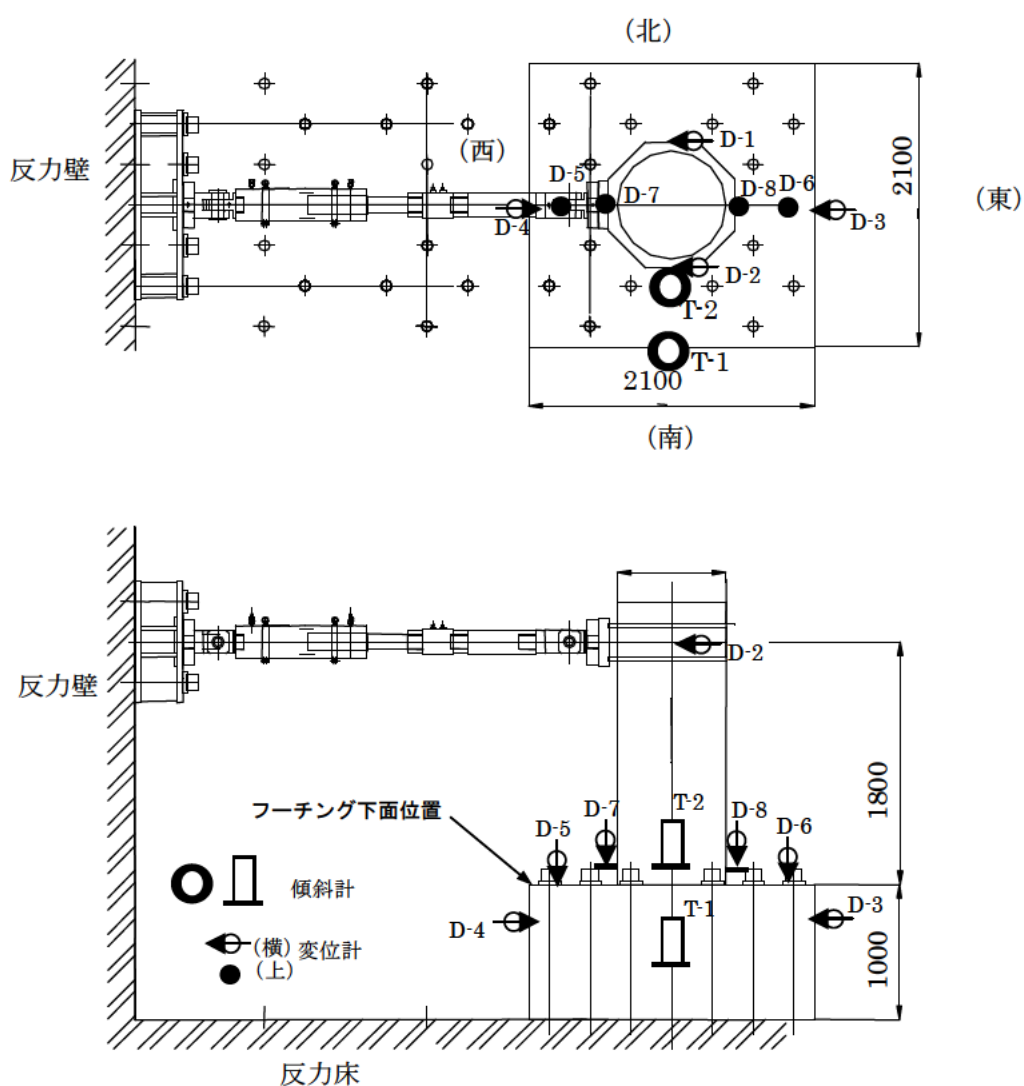 （北）
反力壁
（西）
D-1
D-5
D-7
D-8
D-6
2100
（東）
D-4
D-3
D-2
T-2
T-1
2100
（南）
反力壁
D-2
1800
フーチング下面位置
D-7
T-2
D-8
D-5
D-6
傾斜計
T-1
D-4
D-3
(横) 変位計
(上)
1000
反力床